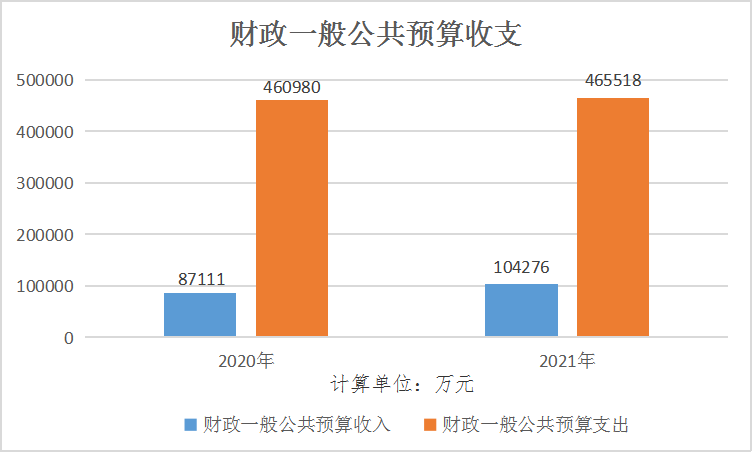 财政一般公共预算收支
500000
400000
300000
200000
100000
0
87111
460980
104276
465518
2020年
2021年
计算单位：万元
财政一般公共预算收入
财政一般公共预算支出